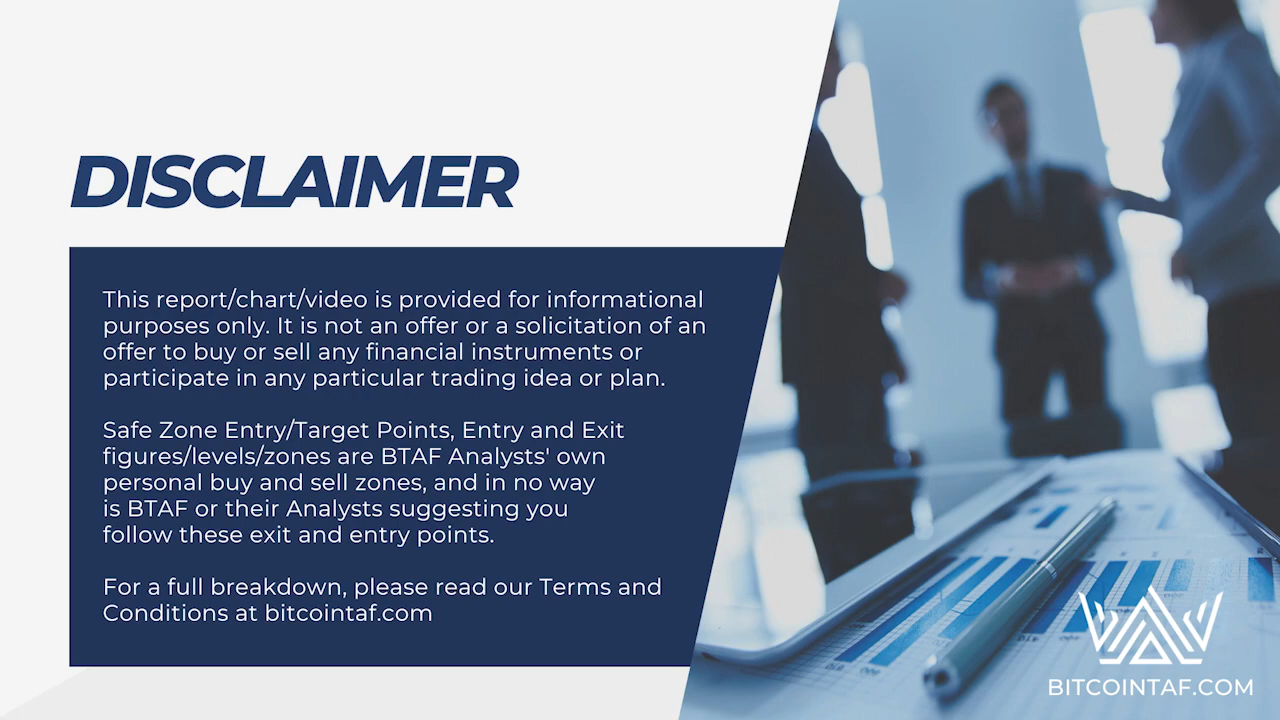 DISCLAIMER
This report/chart/video is provided for informational
purposes only. It is not an offer or a solicitation of an
offer to buy or sell any financial instruments or
participate in any particular trading idea or plan.
Safe Zone Entry/Target Points, Entry and Exit
figures/levels/zones are BTAF Analysts' own
personal buy and sell zones, and in no way
is BTAF or their Analysts suggesting you
follow these exit and entry points.
For a full breakdown, please read our Terms and
Conditions at bitcointaf.com
BITCOINTAF.COM